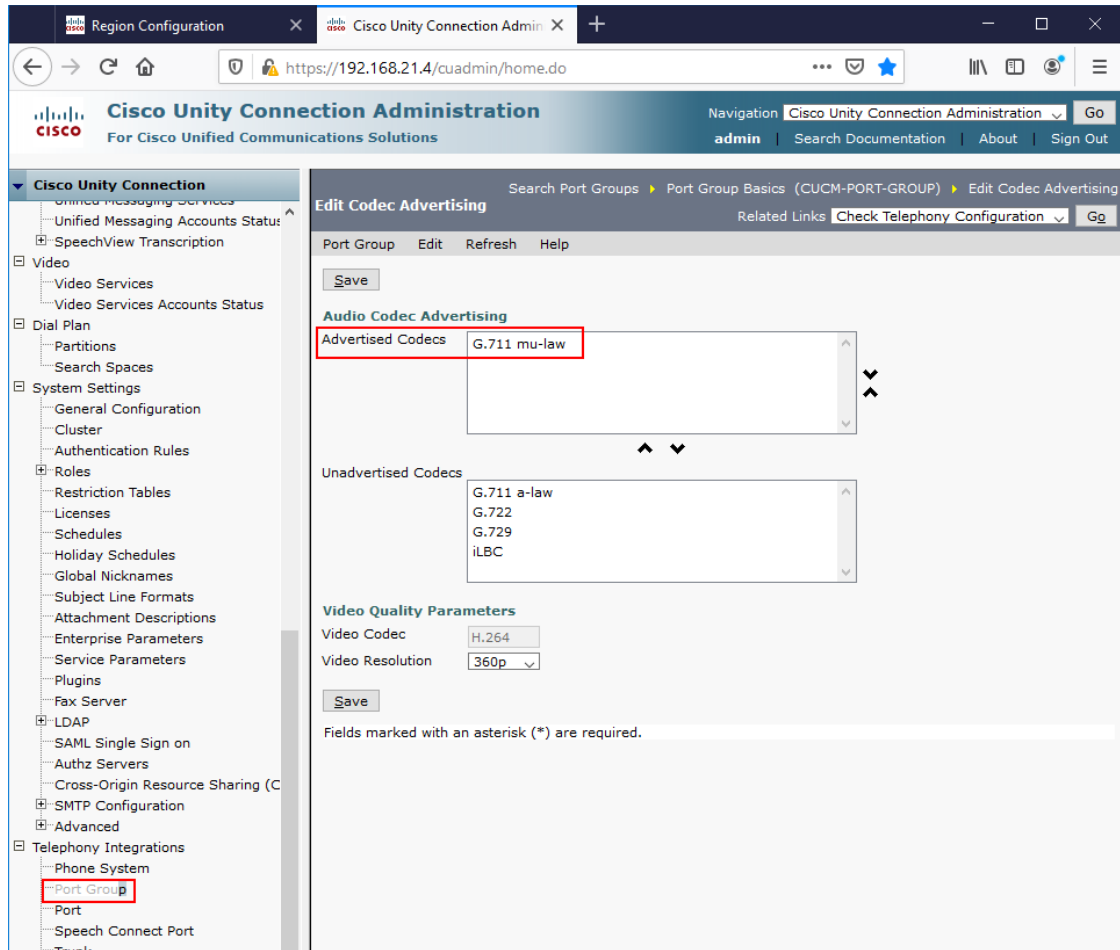 Region Configuration
Cisco Unity Connection Admin
https://192.168.21.4/cuadmin/home.do
CISCO
Cisco Unity Connection Administration
For Cisco Unified Communications Solutions
Navigation Cisco Unity Connection Administration Go
admin | Search Documentation | About | Sign Out
Cisco Unity Connection
Unified Messaging Services
Unified Messaging Accounts Status
SpeechView Transcription
Video
Video Services
Video Services Accounts Status
Dial Plan
Partitions
Search Spaces
System Settings
General Configuration
Cluster
Authentication Rules
Roles
Restriction Tables
Licenses
Schedules
Holiday Schedules
Global Nicknames
Subject Line Formats
Attachment Descriptions
Enterprise Parameters
Service Parameters
Plugins
Fax Server
LDAP
SAML Single Sign on
Authz Servers
Cross-Origin Resource Sharing (C
SMTP Configuration
Advanced
Telephony Integrations
Phone System
Port Group
Port
Speech Connect Port
Search Port Groups Port Group Basics (CUCM-PORT-GROUP) Edit Codec Advertising
Edit Codec Advertising
Related Links Check Telephony Configuration Go
Port Group Edit Refresh Help
Save
Audio Codec Advertising
Advertised Codecs G.711 mu-law
Unadvertised Codecs
G.711 a-law
G.722
G.729
iLBC
Video Quality Parameters
Video Codec H.264
Video Resolution 360p
Save
Fields marked with an asterisk (*) are required.